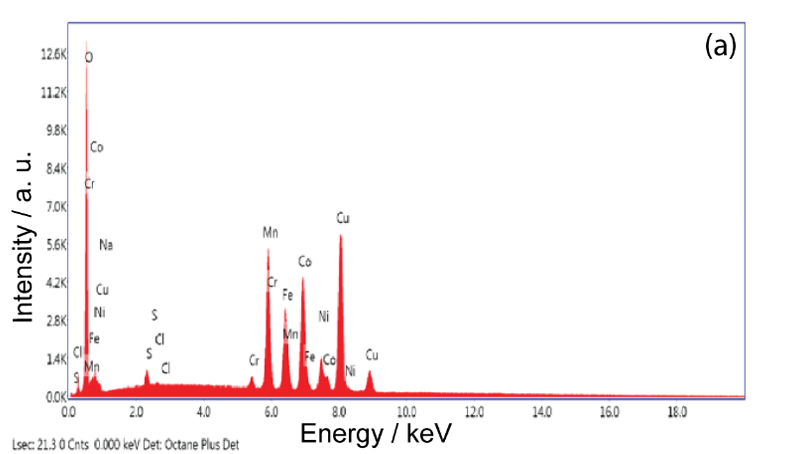 (a)
Intensity / a. u.
12.6K
11.2K
9.8K
8.4K
7.0K
5.6K
4.2K
2.8K
1.4K
0.0K
O
Co
Cr
Na
Cu
Ni
Fe
Cl
Mn
S
S
Cl
S
Cl
Cr
Mn
Cr
Fe
Mn
Co
Fe
Ni
Co
Cu
Ni
Cu
0.0 2.0 4.0 6.0 8.0 10.0 12.0 14.0 16.0 18.0
Energy / keV
Lsec: 21.3 0 Cnts 0.000 keV Det: Octane Plus Det